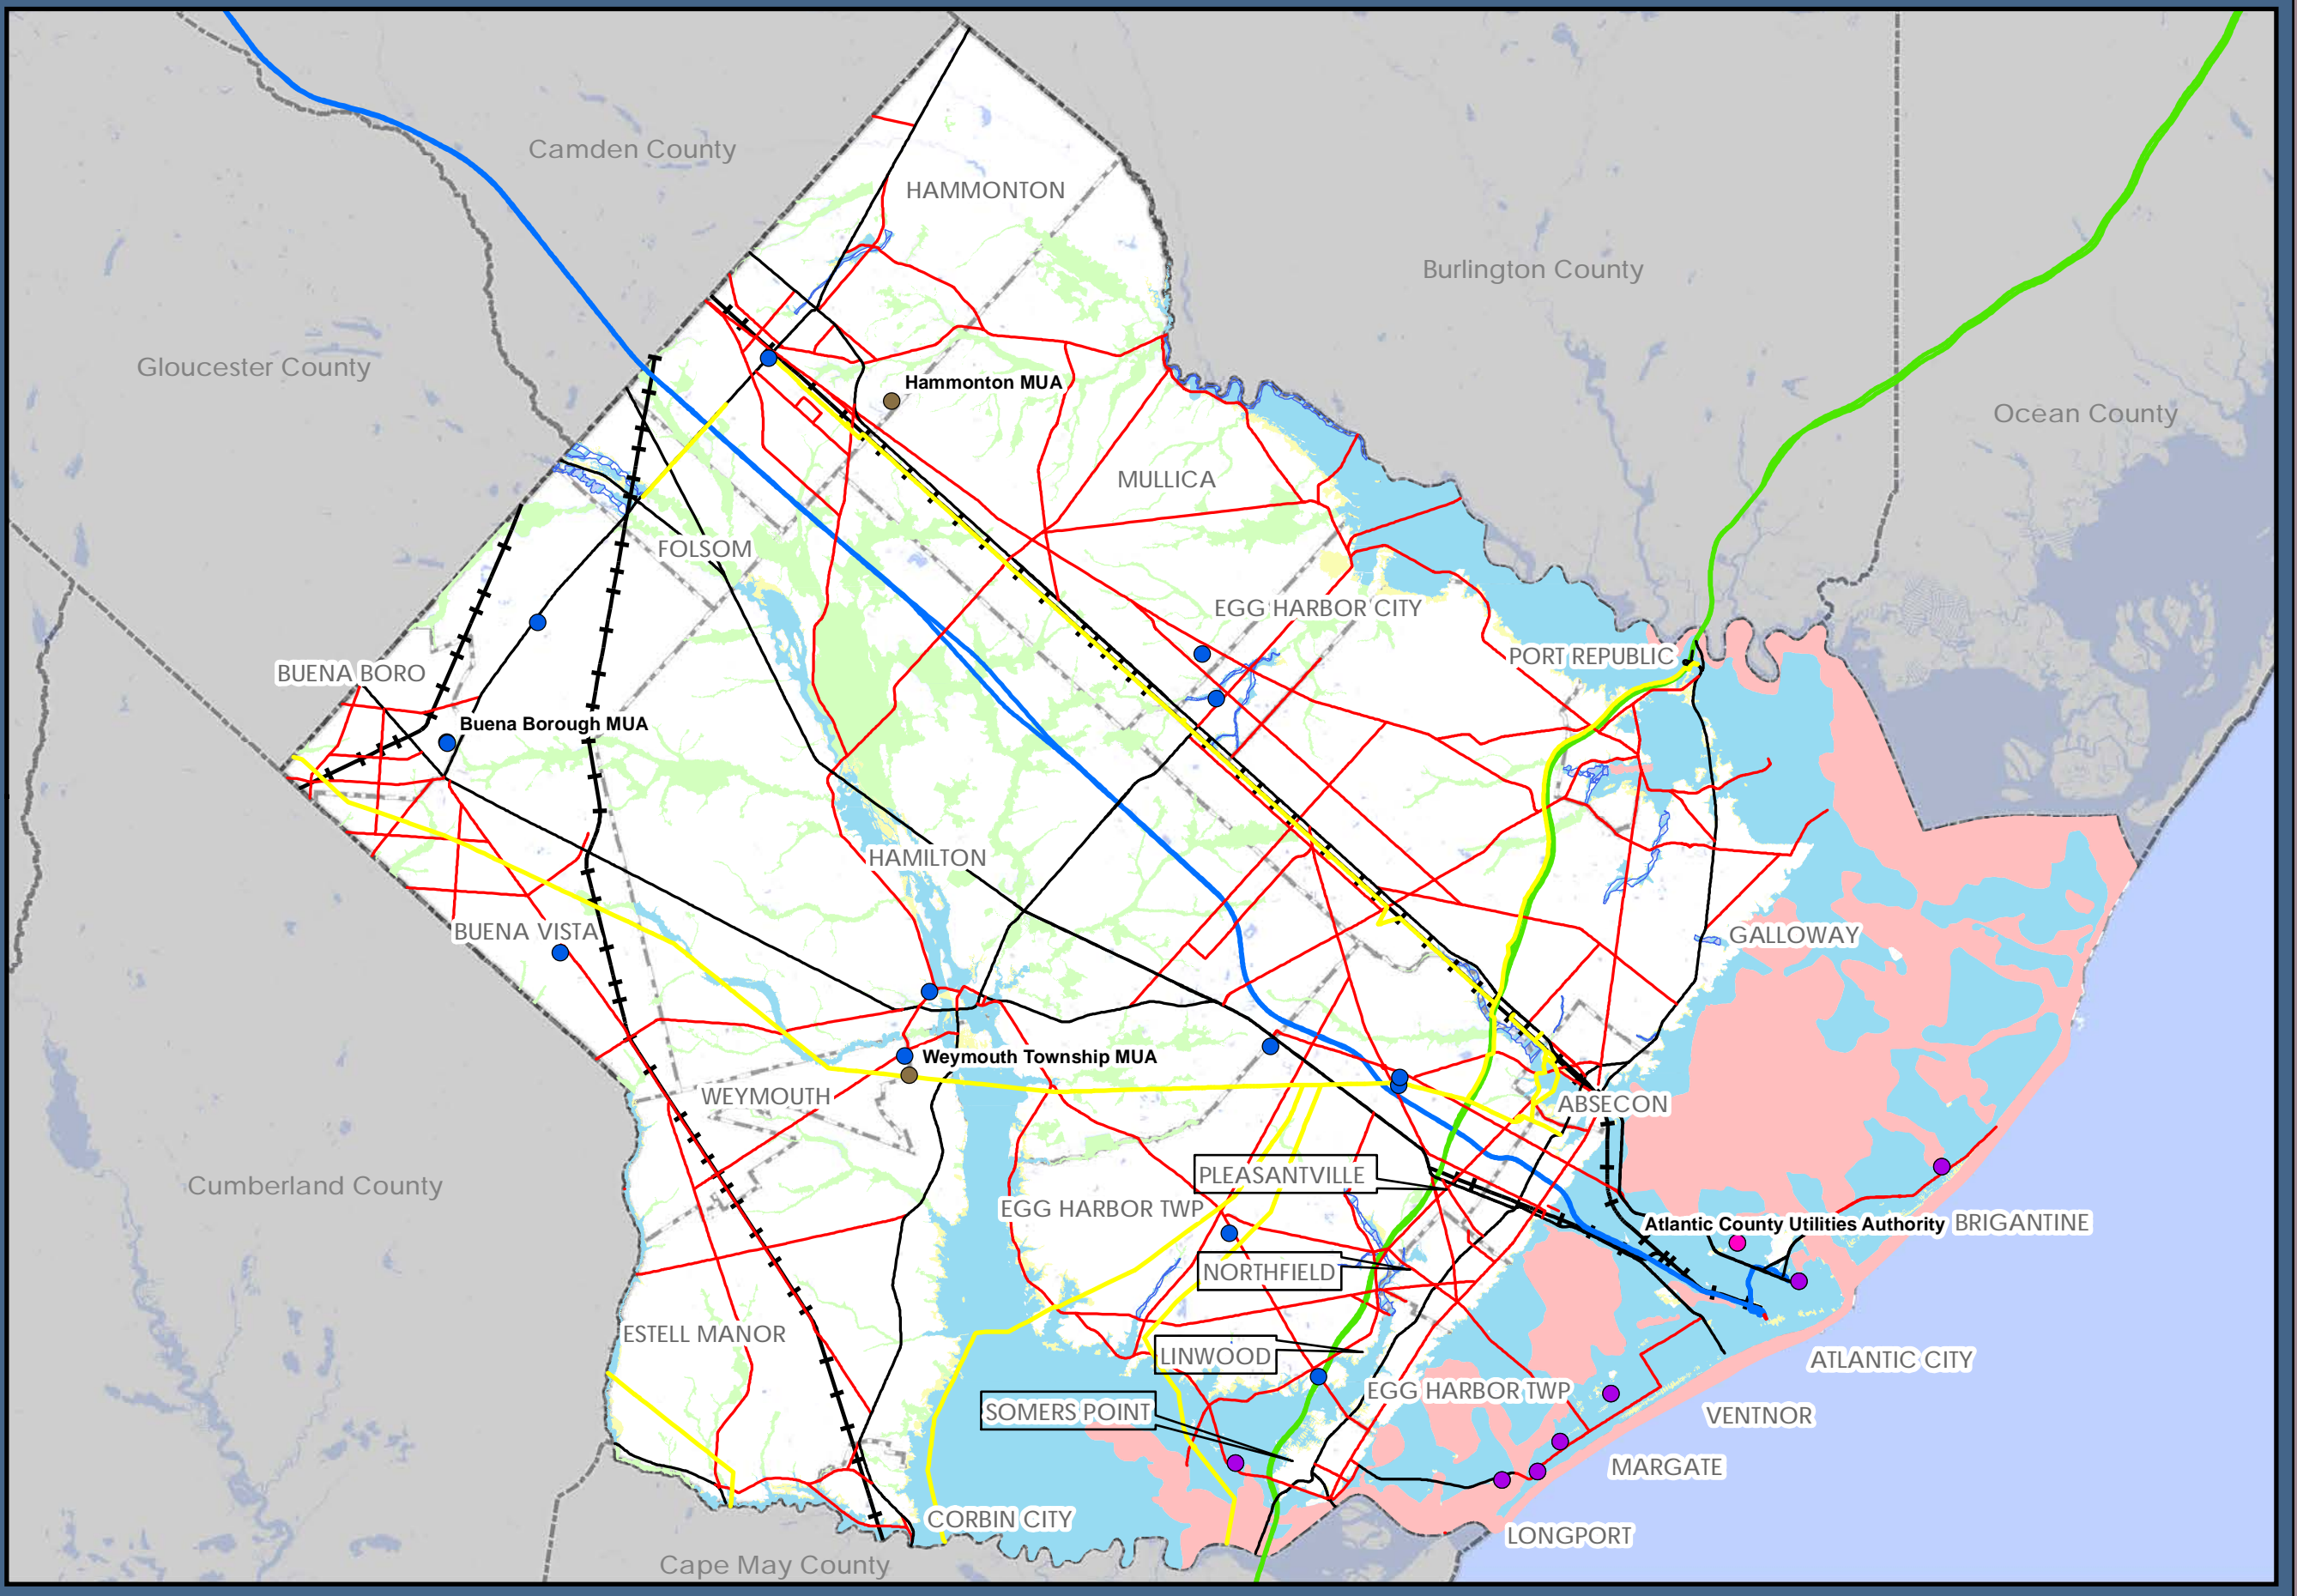 Camden County
HAMMONTON
Burlington County
Gloucester County
Hammonton MUA
Ocean County
MULLICA
FOLSOM
EGG HARBOR CITY
PORT REPUBLIC
BUENA BORO
Buena Borough MUA
HAMILTON
BUENA VISTA
GALLOWAY
Weymouth Township MUA
WEYMOUTH
ABSECON
PLEASANTVILLE
Cumberland County
EGG HARBOR TWP
Atlantic County Utilities Authority
BRIGANTINE
NORTHFIELD
ESTELL MANOR
LINWOOD
ATLANTIC CITY
EGG HARBOR TWP
SOMERS POINT
VENTNOR
MARGATE
CORBIN CITY
LONGPORT
Cape May County